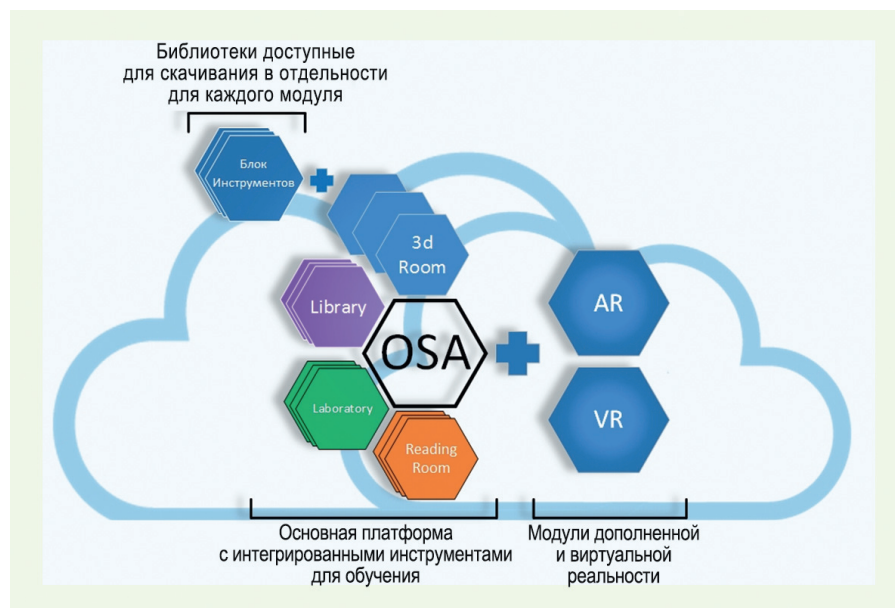 Библиотеки доступные
для скачивания в отдельности
для каждого модуля
Блок
Инструментов
3d
Room
Library
OSA
AR
Laboratory
VR
Reading
Room
Основная платформа
с интегрированными инструментами
для обучения
Модули дополненной
и виртуальной
реальности